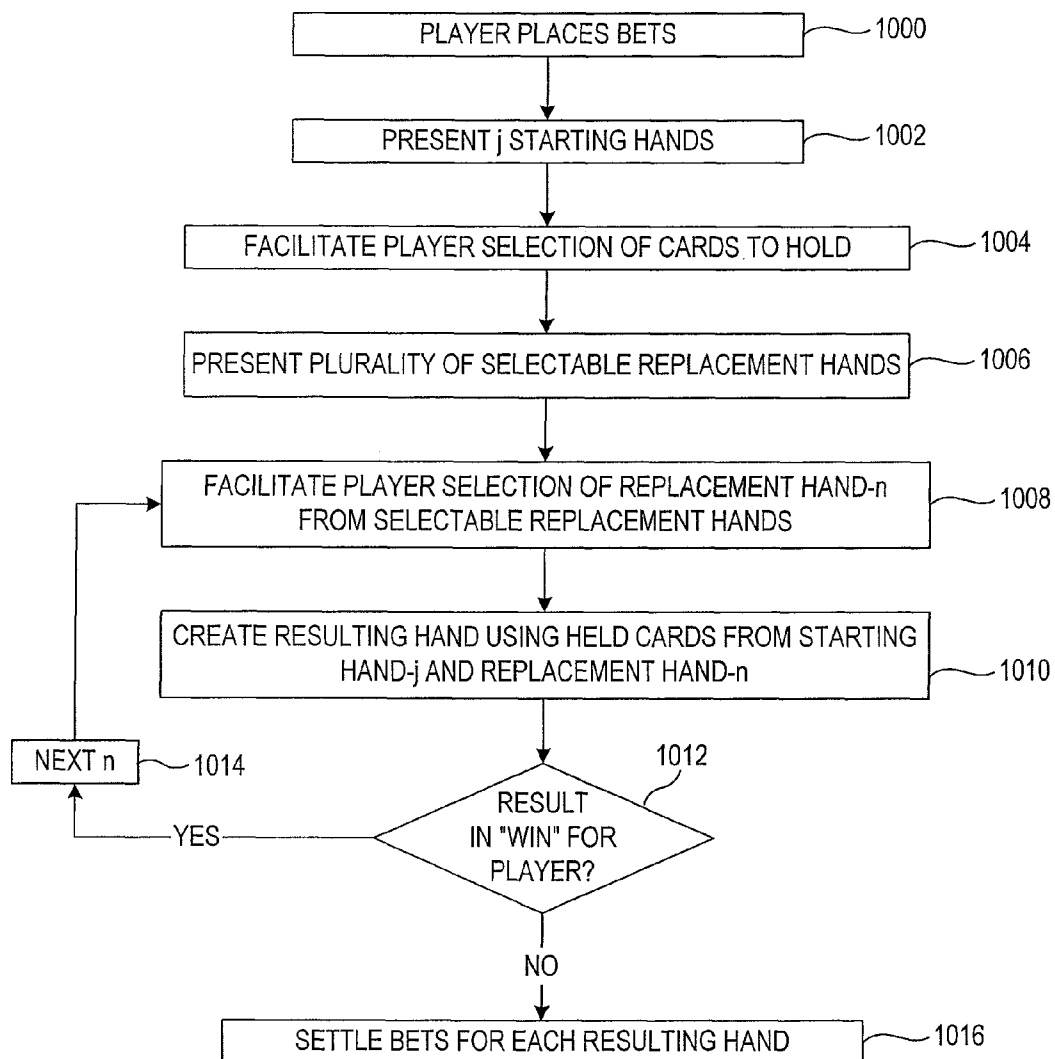 PLAYER PLACES BETS
1000
PRESENT j STARTING HANDS
1002
FACILITATE PLAYER SELECTION OF CARDS TO HOLD
1004
PRESENT PLURALITY OF SELECTABLE REPLACEMENT HANDS
1006
FACILITATE PLAYER SELECTION OF REPLACEMENT HAND-n
FROM SELECTABLE REPLACEMENT HANDS
1008
CREATE RESULTING HAND USING HELD CARDS FROM STARTING
HAND-j AND REPLACEMENT HAND-n
1010
NEXT n
1014
1012
RESULT
IN "WIN" FOR
PLAYER?
YES
NO
SETTLE BETS FOR EACH RESULTING HAND
1016